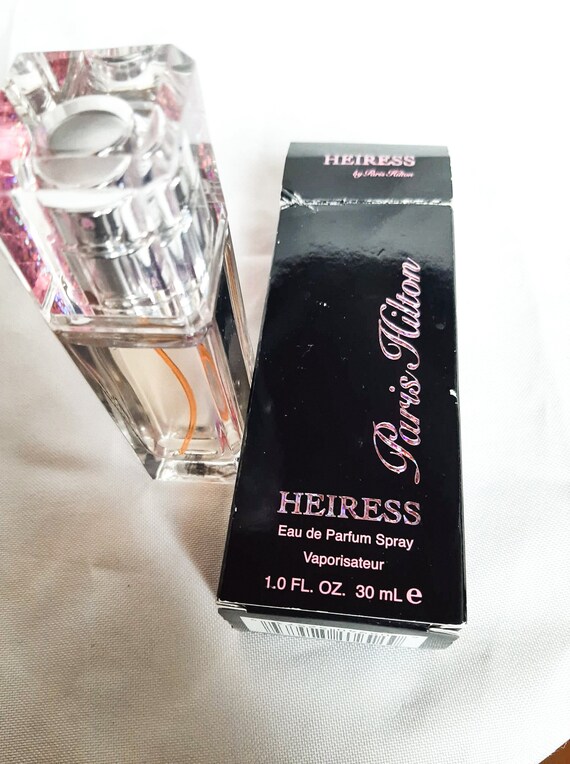 HEIRESS
by Paris Hilton
Paris Hilton
HEIRESS
Eau de Parfum Spray
Vaporisateur
1.0 FL. OZ. 30 mL ℮